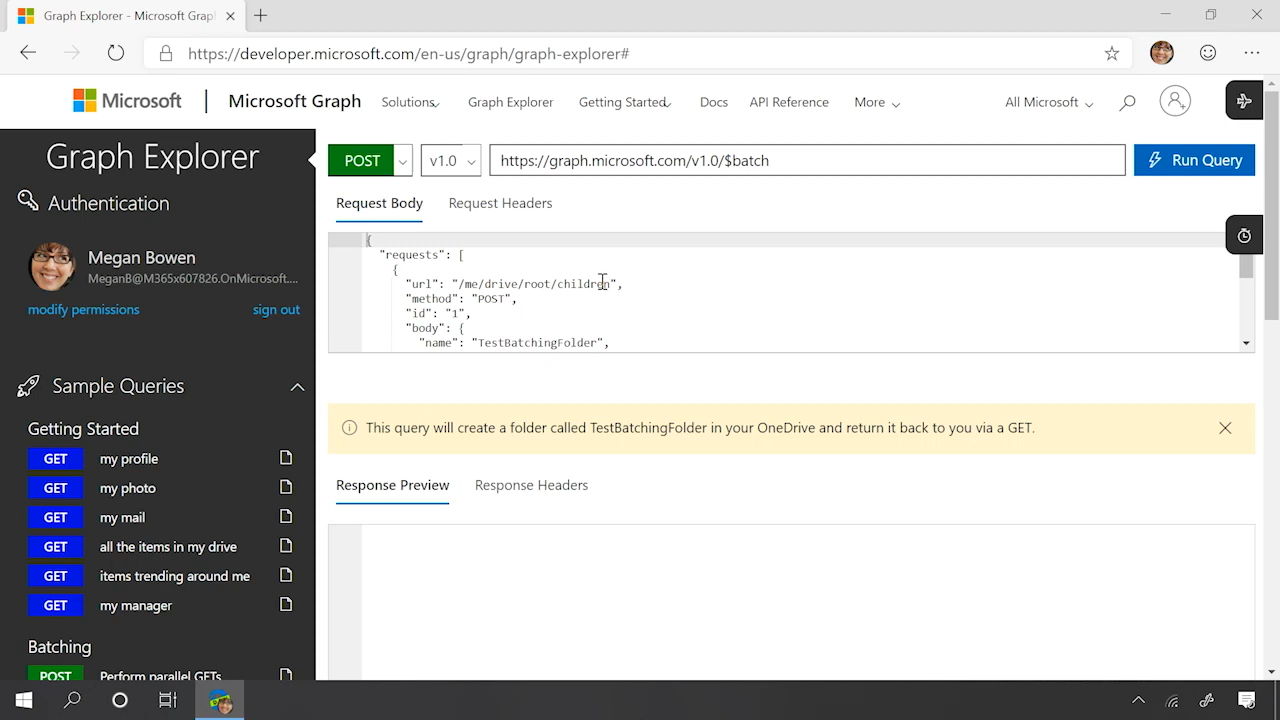 Graph Explorer - Microsoft Grap
https://developer.microsoft.com/en-us/graph/graph-explorer#
Microsoft
Microsoft Graph
Solutions
Graph Explorer
Getting Started
Docs
API Reference
More
All Microsoft
Graph Explorer
POST
v1.0
https://graph.microsoft.com/v1.0/$batch
Run Query
Authentication
Request Body
Request Headers
Megan Bowen
MeganB@M365x607826.OnMicrosoft....
modify permissions
sign out
{
"requests": [
{
"url": "/me/drive/root/children",
"method": "POST",
"id": "1",
"body": {
"name": "TestBatchingFolder",
Sample Queries
This query will create a folder called TestBatchingFolder in your OneDrive and return it back to you via a GET.
Getting Started
GET my profile
GET my photo
GET my mail
GET all the items in my drive
GET items trending around me
GET my manager
Batching
POST Perform parallel GETs
Response Preview
Response Headers